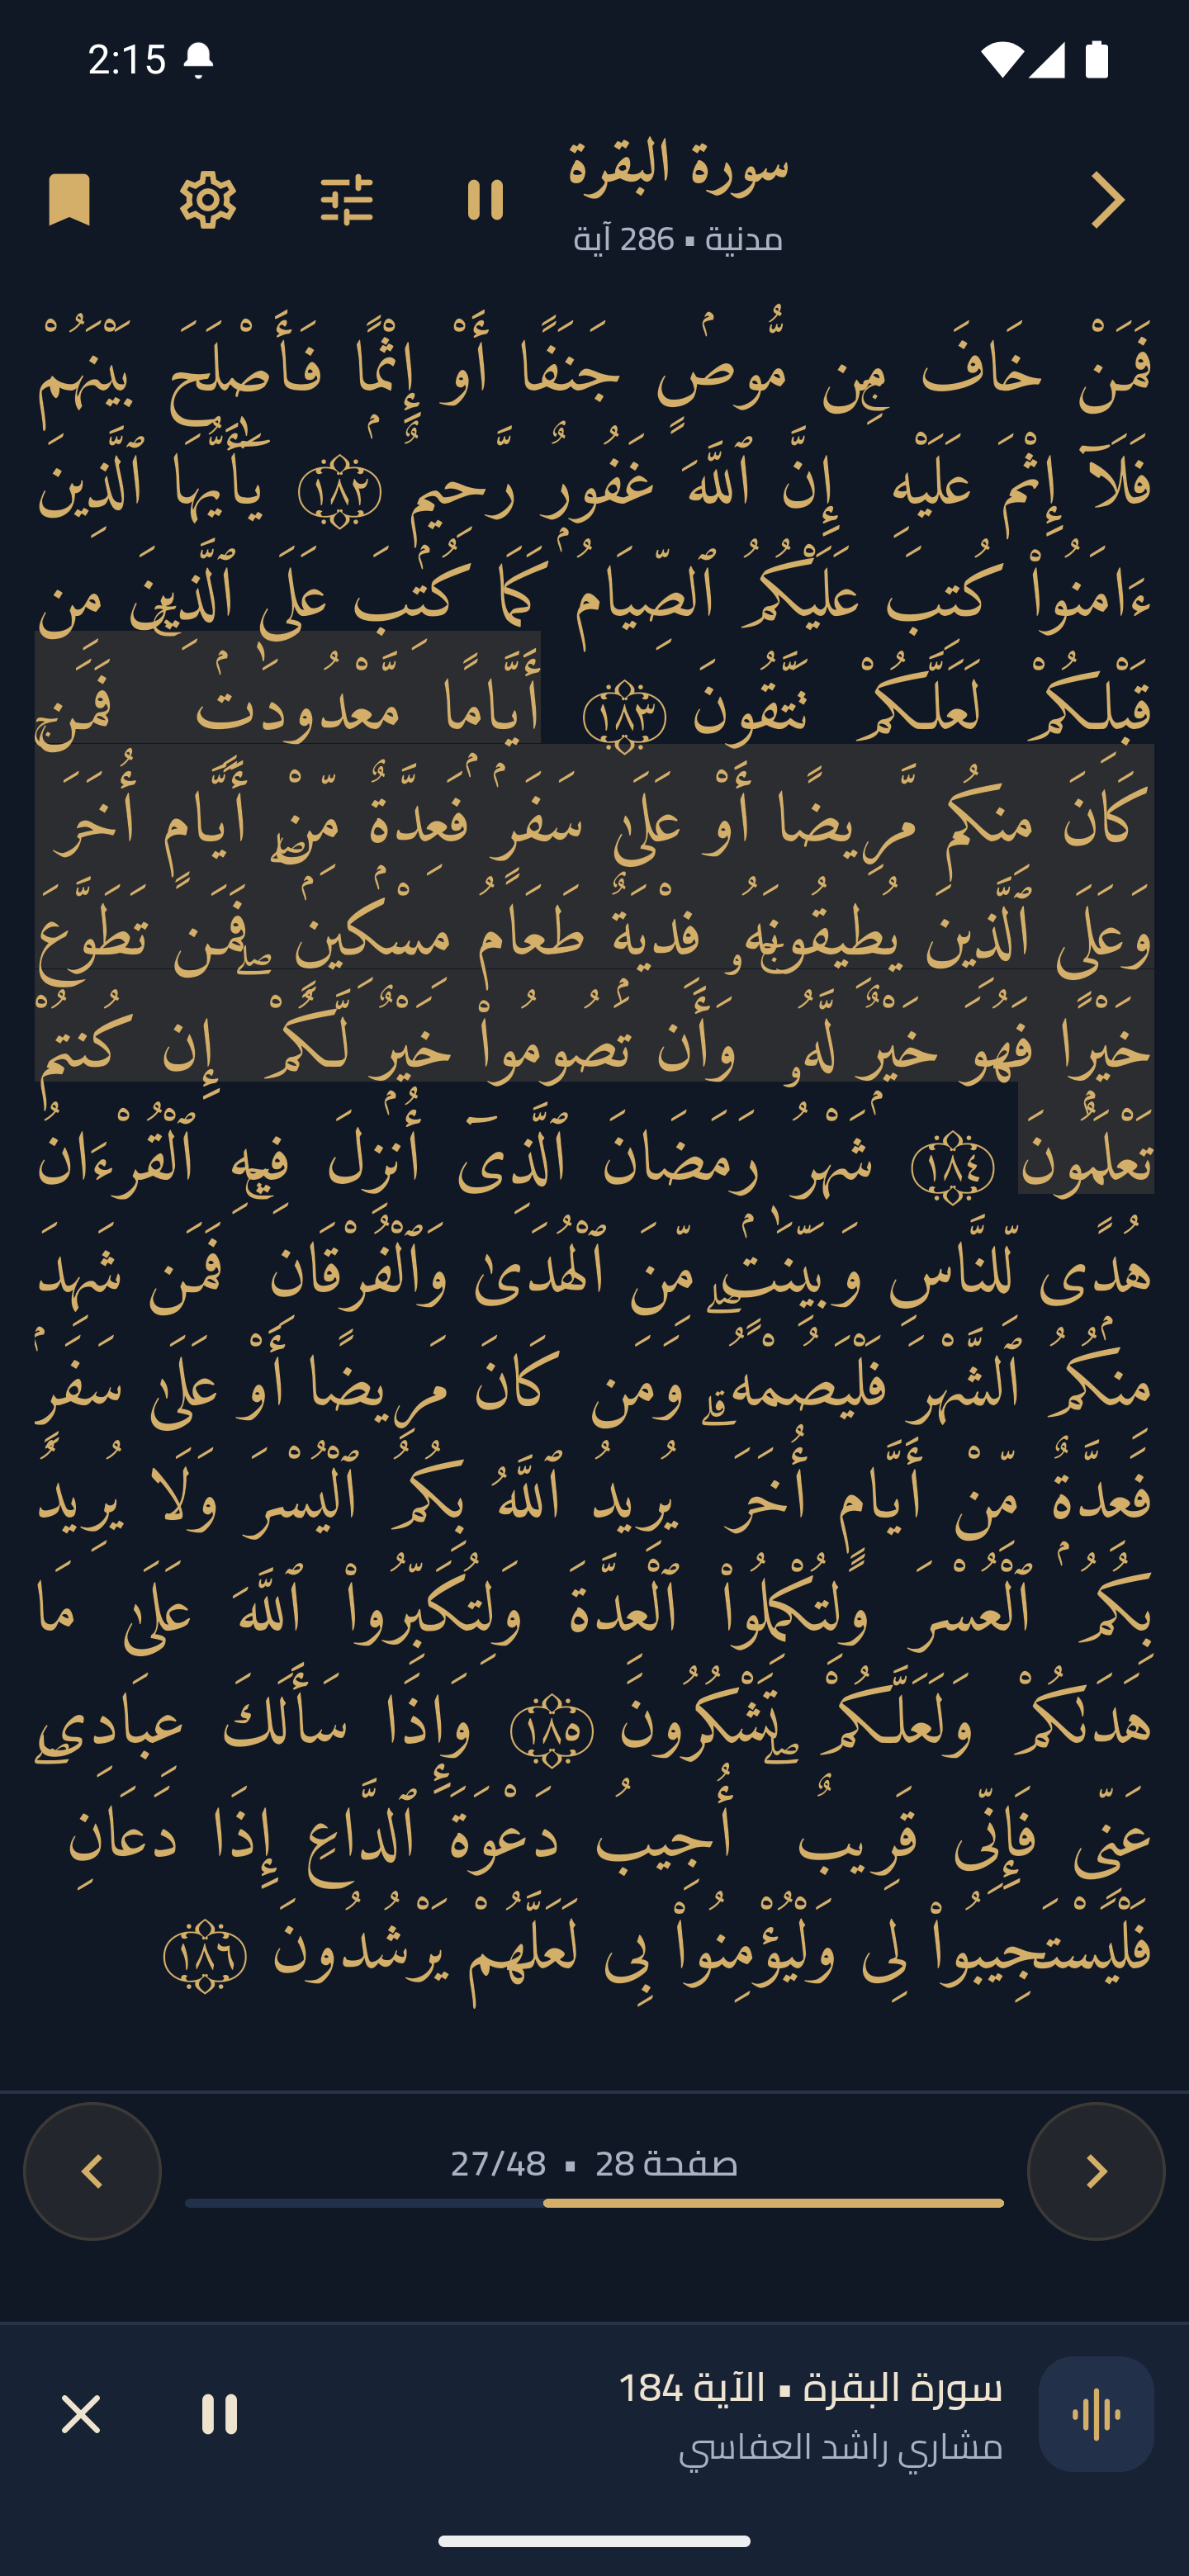 2:15
سورة البقرة
مدنية ▪ 286 آية
فَمَنْ خَافَ مِن مُّوصٍ جَنَفًا أَوْ إِثْمًا فَأَصْلَحَ بَيْنَهُمْ
فَلَآ إِثْمَ عَلَيْهِۚ إِنَّ ٱللَّهَ غَفُورٌ رَّحِيمٌ ١٨٢ يَـٰٓأَيُّهَا ٱلَّذِينَ
ءَامَنُوا۟ كُتِبَ عَلَيْكُمُ ٱلصِّيَامُ كَمَا كُتِبَ عَلَى ٱلَّذِينَ مِن
قَبْلِكُمْ لَعَلَّكُمْ تَتَّقُونَ ١٨٣ أَيَّامًا مَّعْدُودَٰتٍۚ فَمَن
كَانَ مِنكُم مَّرِيضًا أَوْ عَلَىٰ سَفَرٍ فَعِدَّةٌ مِّنْ أَيَّامٍ أُخَرَۚ
وَعَلَى ٱلَّذِينَ يُطِيقُونَهُۥ فِدْيَةٌ طَعَامُ مِسْكِينٍۖ فَمَن تَطَوَّعَ
خَيْرًا فَهُوَ خَيْرٌ لَّهُۥۚ وَأَن تَصُومُوا۟ خَيْرٌ لَّكُمْۖ إِن كُنتُمْ
تَعْلَمُونَ ١٨٤ شَهْرُ رَمَضَانَ ٱلَّذِىٓ أُنزِلَ فِيهِ ٱلْقُرْءَانُ
هُدًى لِّلنَّاسِ وَبَيِّنَـٰتٍ مِّنَ ٱلْهُدَىٰ وَٱلْفُرْقَانِۚ فَمَن شَهِدَ
مِنكُمُ ٱلشَّهْرَ فَلْيَصُمْهُۖ وَمَن كَانَ مَرِيضًا أَوْ عَلَىٰ سَفَرٍ
فَعِدَّةٌ مِّنْ أَيَّامٍ أُخَرَۗ يُرِيدُ ٱللَّهُ بِكُمُ ٱلْيُسْرَ وَلَا يُرِيدُ
بِكُمُ ٱلْعُسْرَ وَلِتُكْمِلُوا۟ ٱلْعِدَّةَ وَلِتُكَبِّرُوا۟ ٱللَّهَ عَلَىٰ مَا
هَدَىٰكُمْ وَلَعَلَّكُمْ تَشْكُرُونَ ١٨٥ وَإِذَا سَأَلَكَ عِبَادِى
عَنِّى فَإِنِّى قَرِيبٌۖ أُجِيبُ دَعْوَةَ ٱلدَّاعِ إِذَا دَعَانِۖ
فَلْيَسْتَجِيبُوا۟ لِى وَلْيُؤْمِنُوا۟ بِى لَعَلَّهُمْ يَرْشُدُونَ ١٨٦
صفحة 28 ▪ 27/48
سورة البقرة ▪ الآية 184
مشاري راشد العفاسي